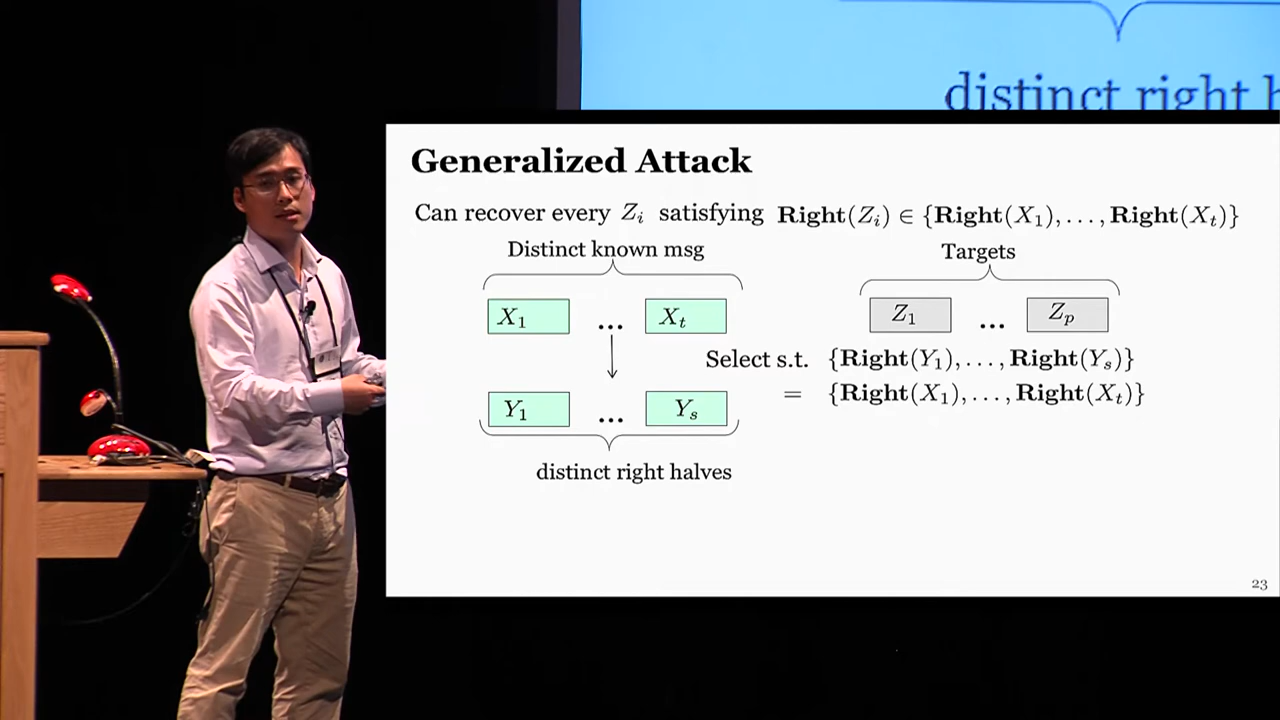 distinct right h
Generalized Attack
Can recover every Z_i satisfying Right(Z_i) ∈ {Right(X_1), . . . , Right(X_t)}
Distinct known msg
Targets
X_1 ... X_t
Z_1 ... Z_p
Select s.t. {Right(Y_1), . . . , Right(Y_s)}
= {Right(X_1), . . . , Right(X_t)}
Y_1 ... Y_s
distinct right halves
23